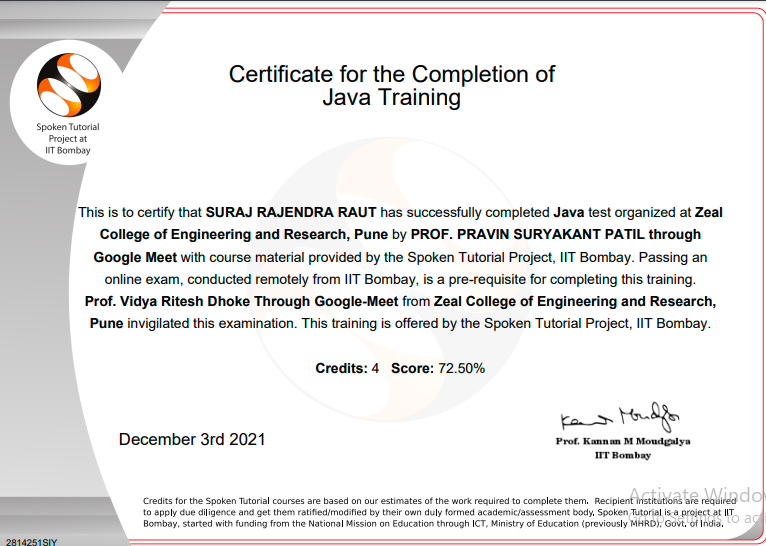 Certificate for the Completion of
Java Training
Spoken Tutorial
Project at
IIT Bombay
This is to certify that SURAJ RAJENDRA RAUT has successfully completed Java test organized at Zeal
College of Engineering and Research, Pune by PROF. PRAVIN SURYAKANT PATIL through
Google Meet with course material provided by the Spoken Tutorial Project, IIT Bombay. Passing an
online exam, conducted remotely from IIT Bombay, is a pre-requisite for completing this training.
Prof. Vidya Ritesh Dhoke Through Google-Meet from Zeal College of Engineering and Research,
Pune invigilated this examination. This training is offered by the Spoken Tutorial Project, IIT Bombay.
Credits: 4 Score: 72.50%
December 3rd 2021
Prof. Kannan M Moudgalya
IIT Bombay
Activate Windo
Credits for the Spoken Tutorial courses are based on our estimates of the work required to complete them. Recipient institutions are required
to apply due diligence and get them ratified/modified by their own duly formed academic/assessment body. Spoken Tutorial is a project at IIT
Bombay, started with funding from the National Mission on Education through ICT, Ministry of Education (previously MHRD), Govt. of India.
2814251SIY